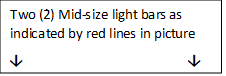 Two (2) Mid-size light bars as
indicated by red lines in picture